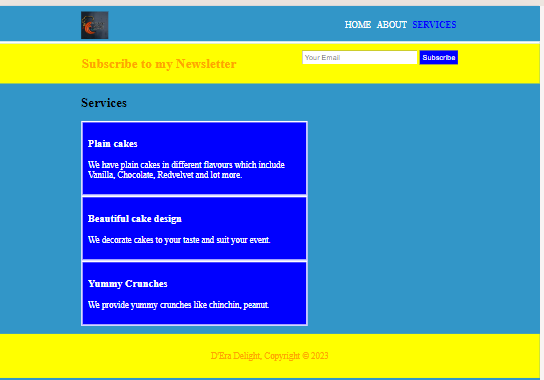 HOME ABOUT SERVICES
Subscribe to my Newsletter
Your Email
Subscribe
Services
Plain cakes
We have plain cakes in different flavours which include
Vanilla, Chocolate, Redvelvet and lot more.
Beautiful cake design
We decorate cakes to your taste and suit your event.
Yummy Crunches
We provide yummy crunches like chinchin, peanut.
D'Era Delight, Copyright © 2023